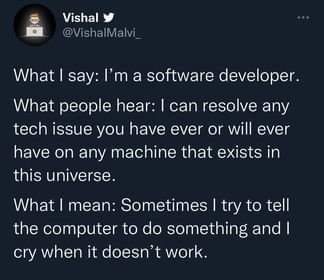 Vishal
@VishalMalvi_
What I say: I’m a software developer.
What people hear: I can resolve any
tech issue you have ever or will ever
have on any machine that exists in
this universe.
What I mean: Sometimes I try to tell
the computer to do something and I
cry when it doesn’t work.